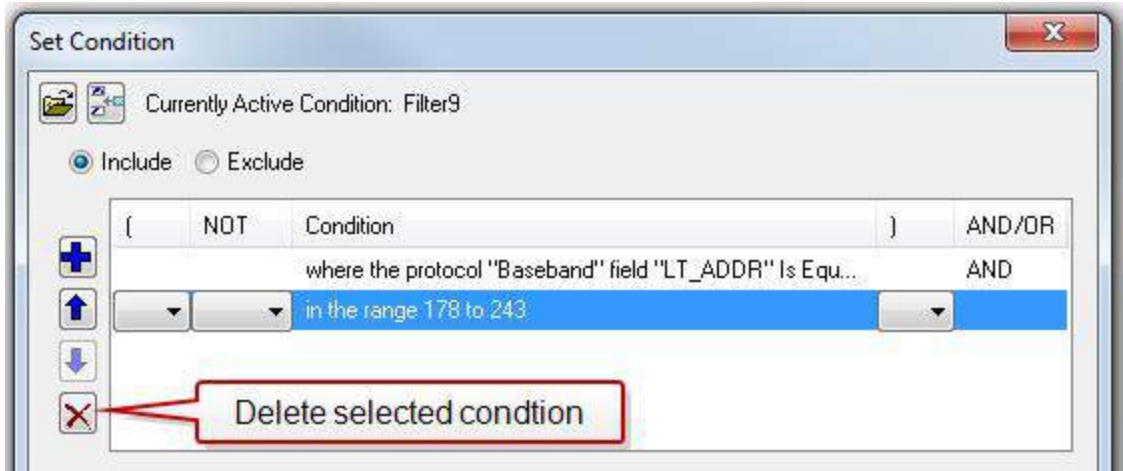 Set Condition
Currently Active Condition: Filter9
Include Exclude
( NOT Condition ) AND/OR
where the protocol "Baseband" field "LT_ADDR" Is Equ... AND
in the range 178 to 243
Delete selected condtion